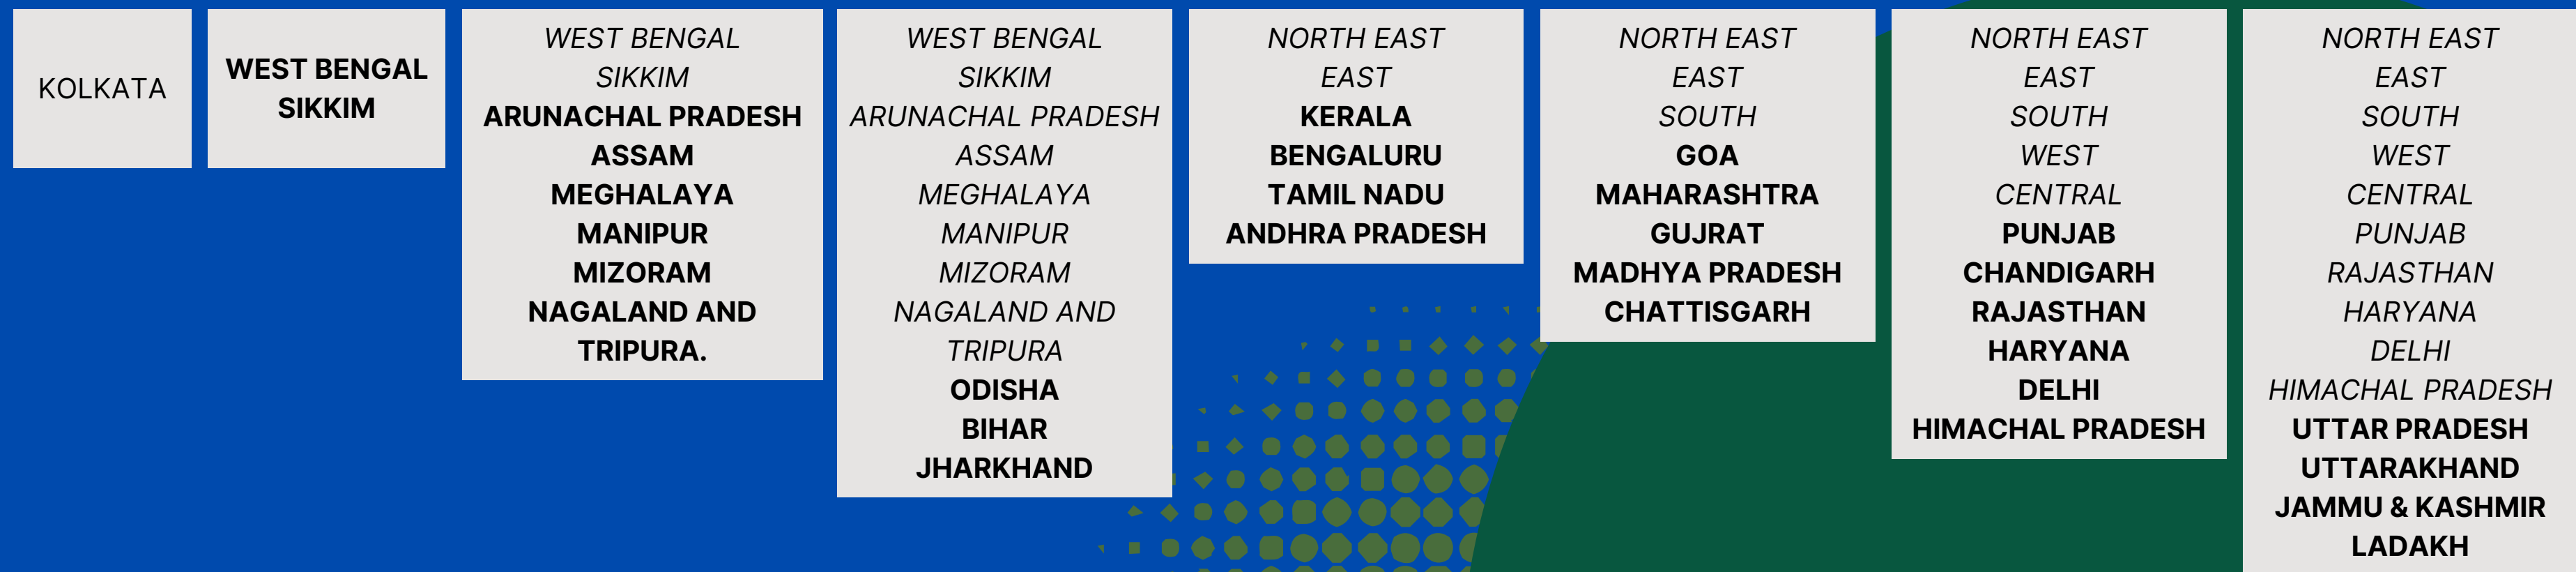 KOLKATA
WEST BENGAL
SIKKIM
WEST BENGAL
SIKKIM
ARUNACHAL PRADESH
ASSAM
MEGHALAYA
MANIPUR
MIZORAM
NAGALAND AND
TRIPURA.
WEST BENGAL
SIKKIM
ARUNACHAL PRADESH
ASSAM
MEGHALAYA
MANIPUR
MIZORAM
NAGALAND AND
TRIPURA
ODISHA
BIHAR
JHARKHAND
NORTH EAST
EAST
KERALA
BENGALURU
TAMIL NADU
ANDHRA PRADESH
NORTH EAST
EAST
SOUTH
GOA
MAHARASHTRA
GUJRAT
MADHYA PRADESH
CHATTISGARH
NORTH EAST
EAST
SOUTH
WEST
CENTRAL
PUNJAB
CHANDIGARH
RAJASTHAN
HARYANA
DELHI
HIMACHAL PRADESH
NORTH EAST
EAST
SOUTH
WEST
CENTRAL
PUNJAB
RAJASTHAN
HARYANA
DELHI
HIMACHAL PRADESH
UTTAR PRADESH
UTTARAKHAND
JAMMU & KASHMIR
LADAKH